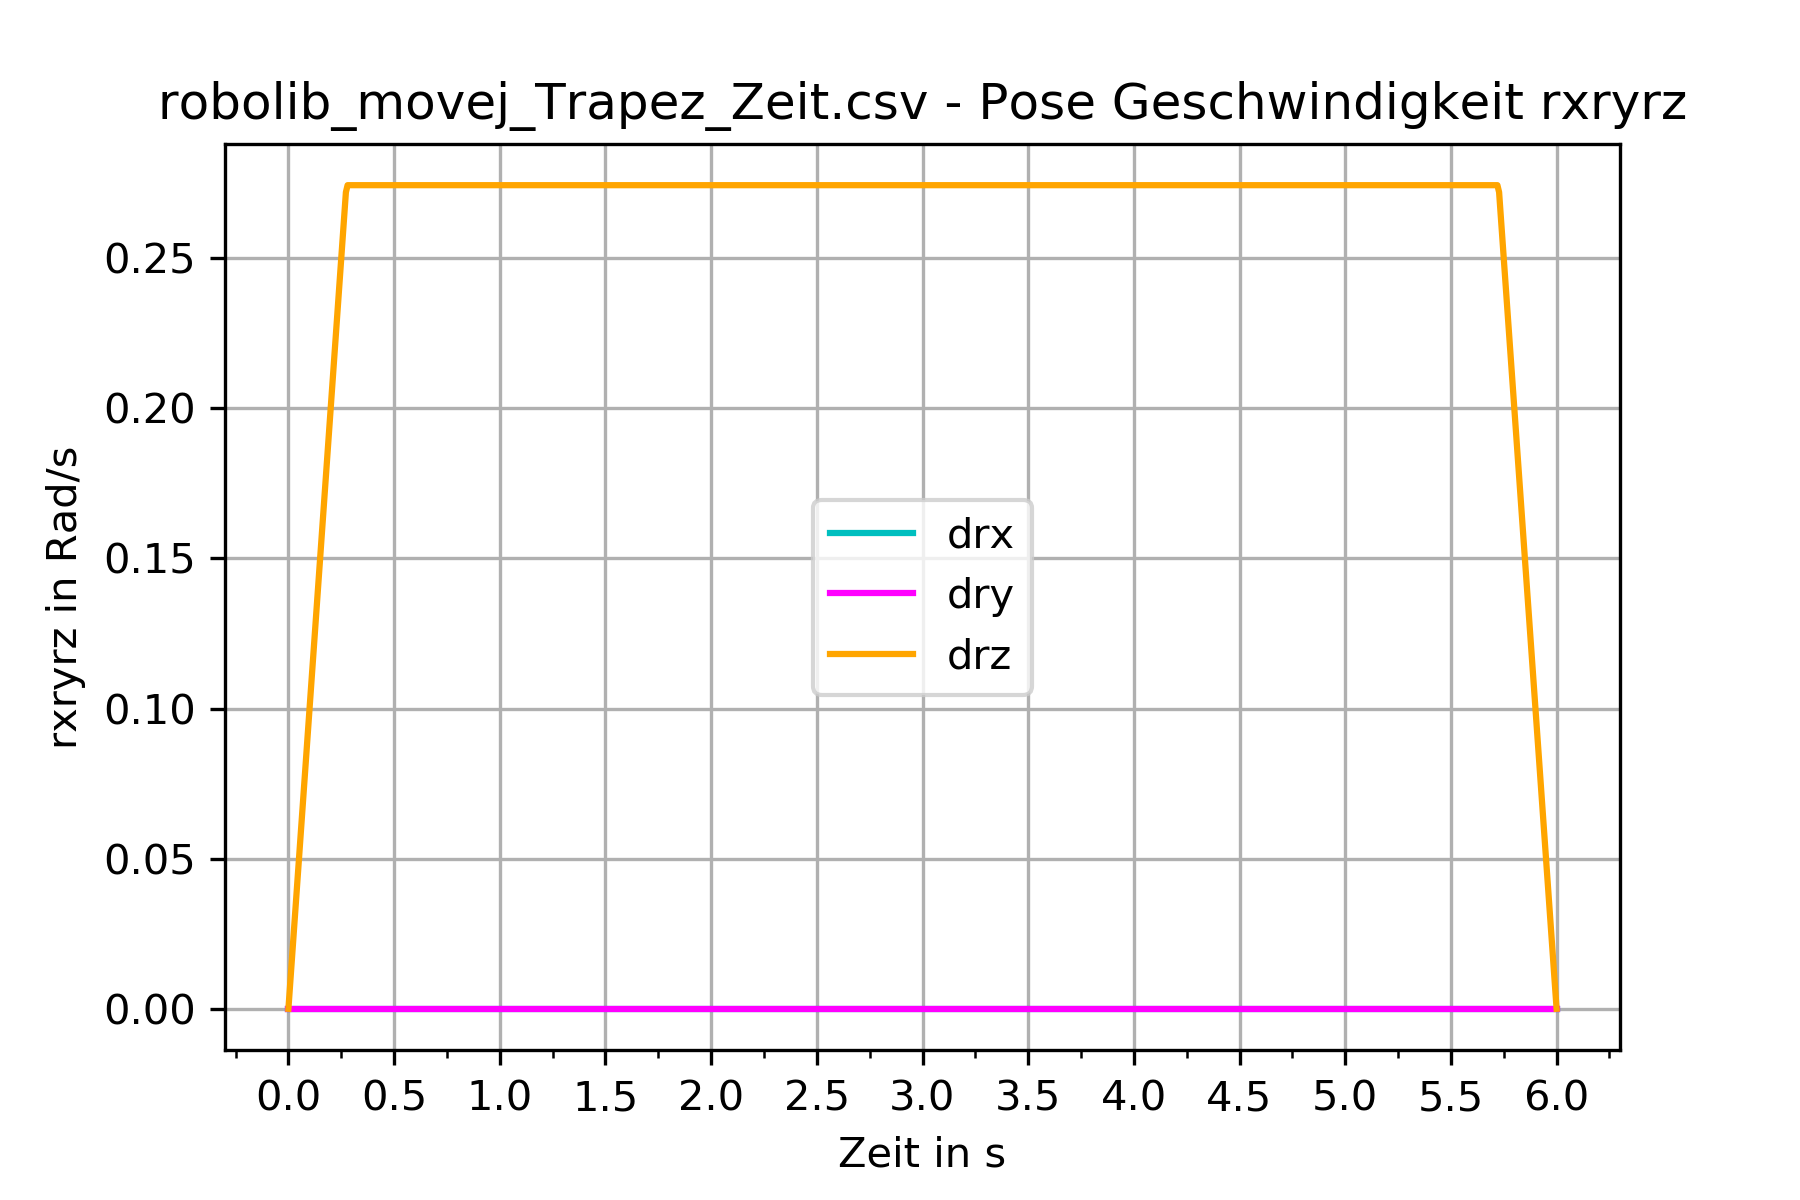 robolib_movej_Trapez_Zeit.csv - Pose Geschwindigkeit rxryrz
rxryrz in Rad/s
0.25
0.20
0.15
0.10
0.05
0.00
drx
dry
drz
0.0 0.5 1.0 1.5 2.0 2.5 3.0 3.5 4.0 4.5 5.0 5.5 6.0
Zeit in s